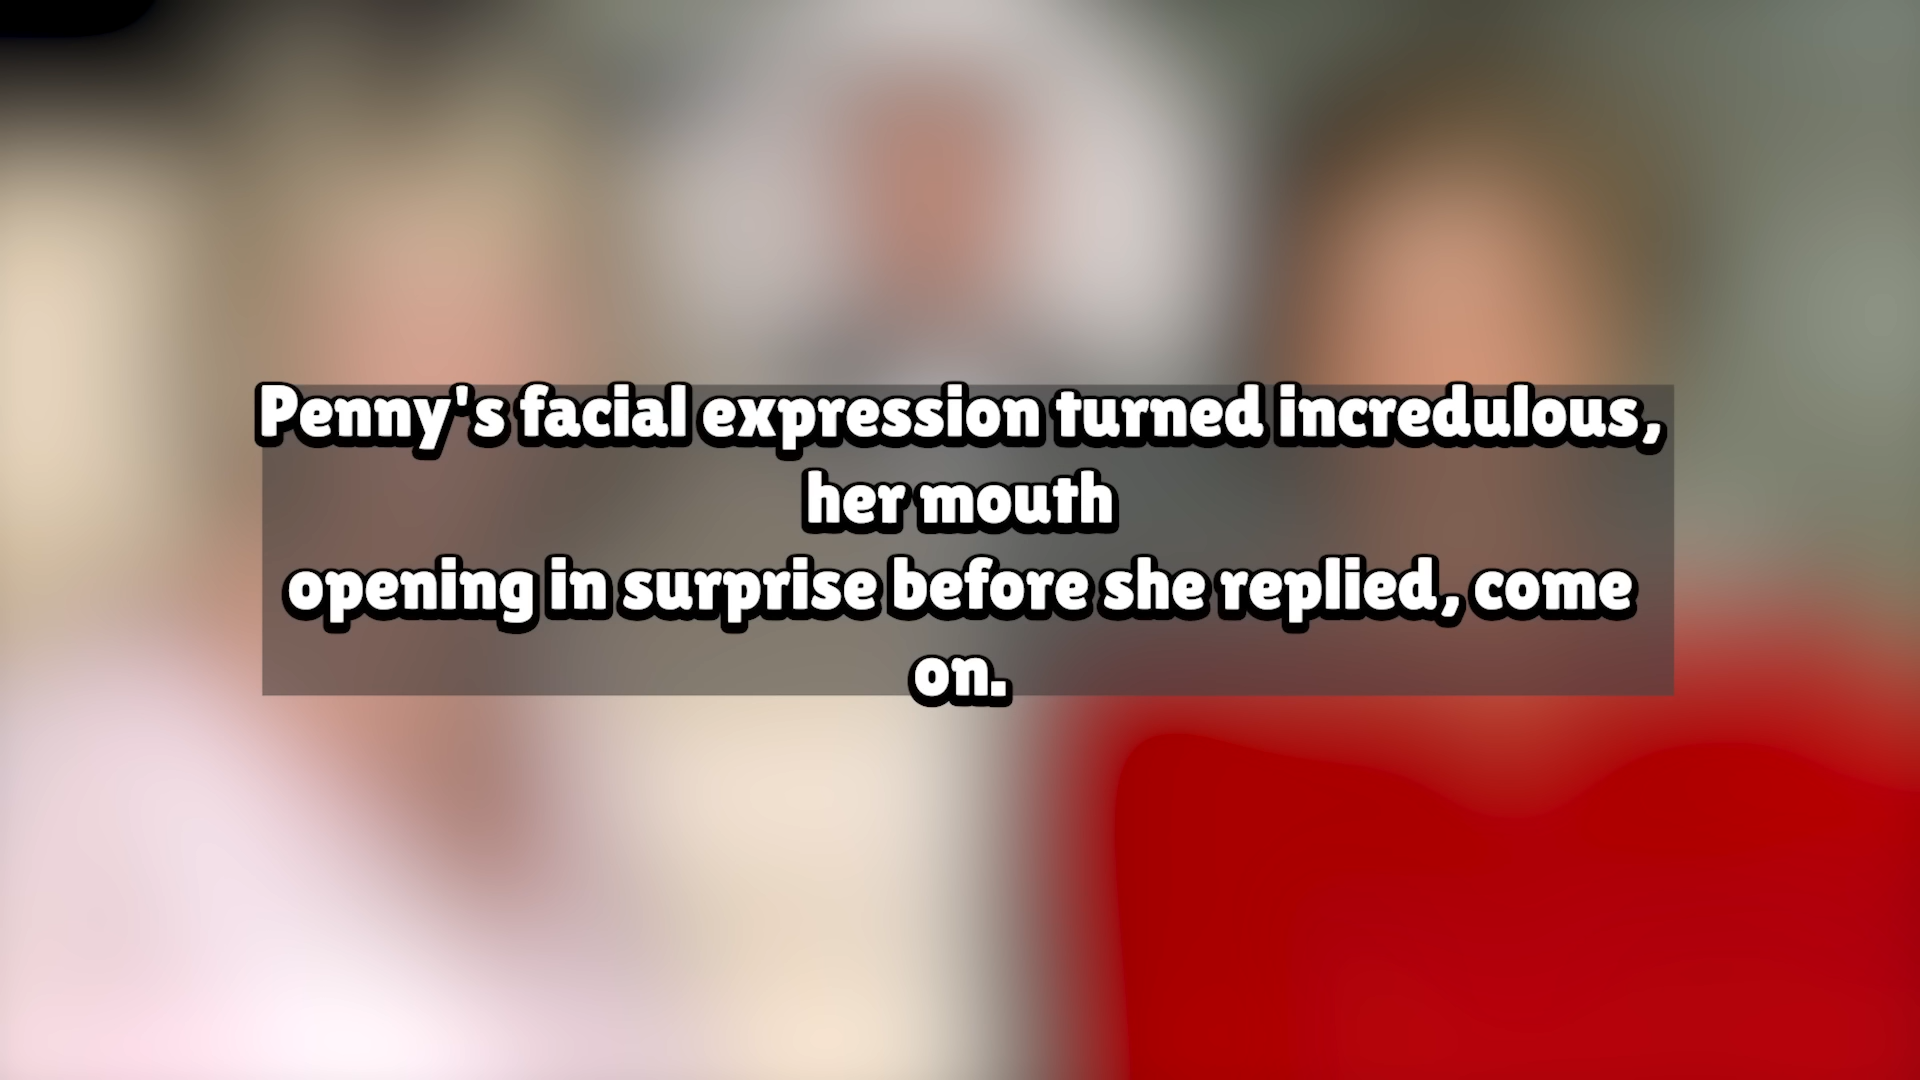 Penny's facial expression turned incredulous,
her mouth
opening in surprise before she replied, come
on.